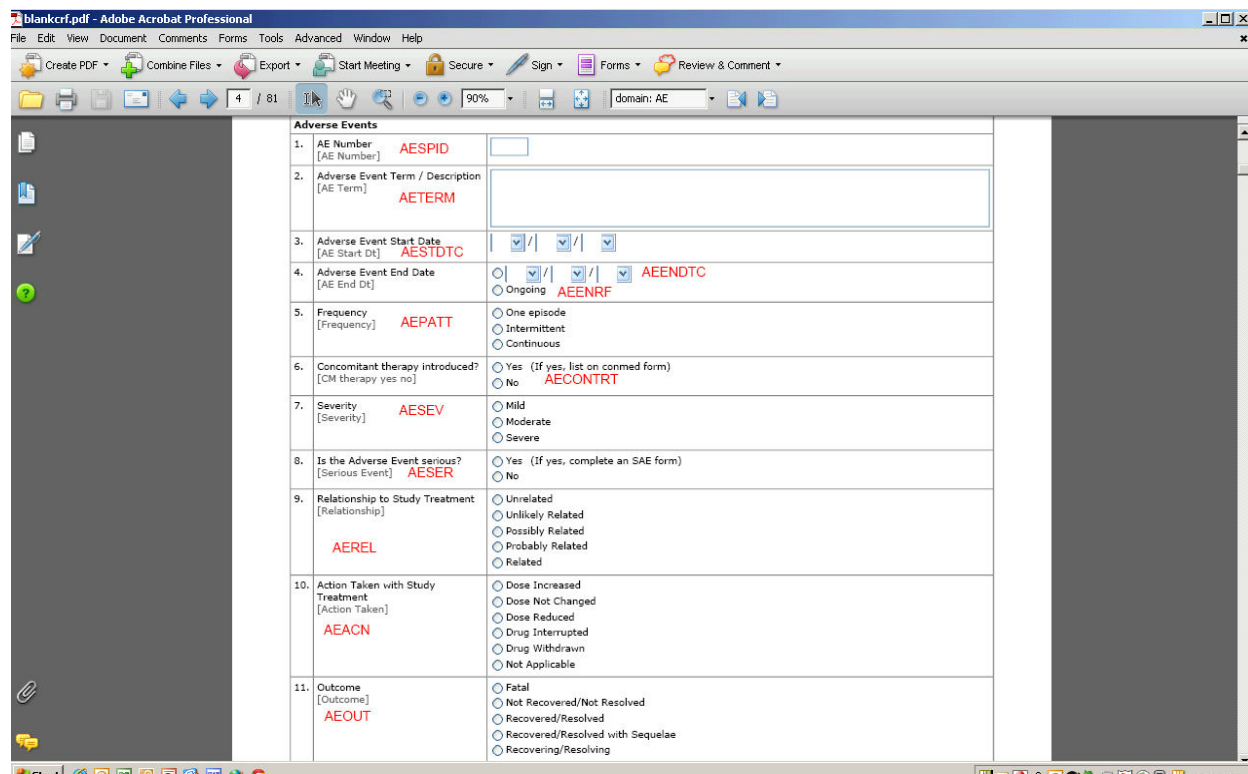 blankcrf.pdf - Adobe Acrobat Professional
File Edit View Document Comments Forms Tools Advanced Window Help
Create PDF Combine Files Export Start Meeting Secure Sign Forms Review & Comment
4 / 81 90% domain: AE
Adverse Events
1. AE Number
[AE Number]
AESPID
2. Adverse Event Term / Description
[AE Term]
AETERM
3. Adverse Event Start Date
[AE Start Dt] AESTDTC
/ /
4. Adverse Event End Date
[AE End Dt]
/ / AEENDTC
Ongoing AEENRF
5. Frequency
[Frequency] AEPATT
One episode
Intermittent
Continuous
6. Concomitant therapy introduced?
[CM therapy yes no]
Yes (If yes, list on conmed form)
No AECONTRT
7. Severity
[Severity] AESEV
Mild
Moderate
Severe
8. Is the Adverse Event serious?
[Serious Event] AESER
Yes (If yes, complete an SAE form)
No
9. Relationship to Study Treatment
[Relationship]
AEREL
Unrelated
Unlikely Related
Possibly Related
Probably Related
Related
10. Action Taken with Study
Treatment
[Action Taken]
AEACN
Dose Increased
Dose Not Changed
Dose Reduced
Drug Interrupted
Drug Withdrawn
Not Applicable
11. Outcome
[Outcome]
AEOUT
Fatal
Not Recovered/Not Resolved
Recovered/Resolved
Recovered/Resolved with Sequelae
Recovering/Resolving